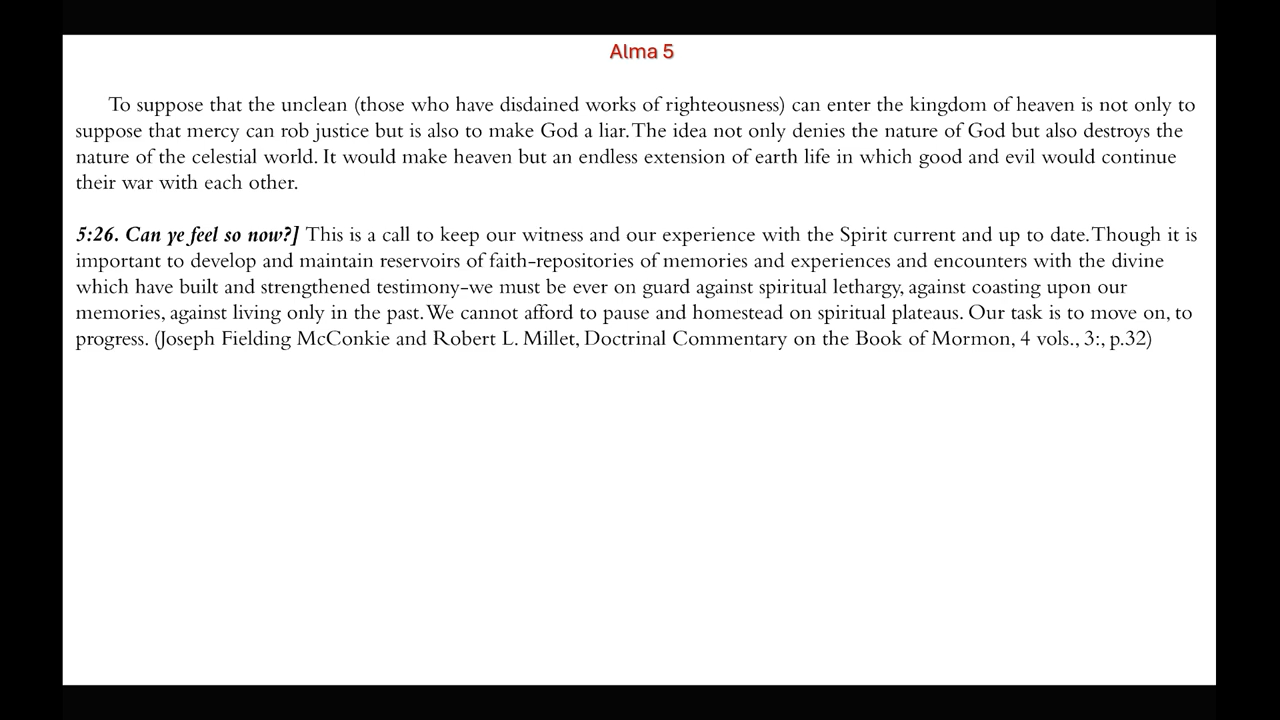 Alma 5
To suppose that the unclean (those who have disdained works of righteousness) can enter the kingdom of heaven is not only to
suppose that mercy can rob justice but is also to make God a liar. The idea not only denies the nature of God but also destroys the
nature of the celestial world. It would make heaven but an endless extension of earth life in which good and evil would continue
their war with each other.
5:26. Can ye feel so now?] This is a call to keep our witness and our experience with the Spirit current and up to date. Though it is
important to develop and maintain reservoirs of faith-repositories of memories and experiences and encounters with the divine
which have built and strengthened testimony-we must be ever on guard against spiritual lethargy, against coasting upon our
memories, against living only in the past. We cannot afford to pause and homestead on spiritual plateaus. Our task is to move on, to
progress. (Joseph Fielding McConkie and Robert L. Millet, Doctrinal Commentary on the Book of Mormon, 4 vols., 3:, p.32)